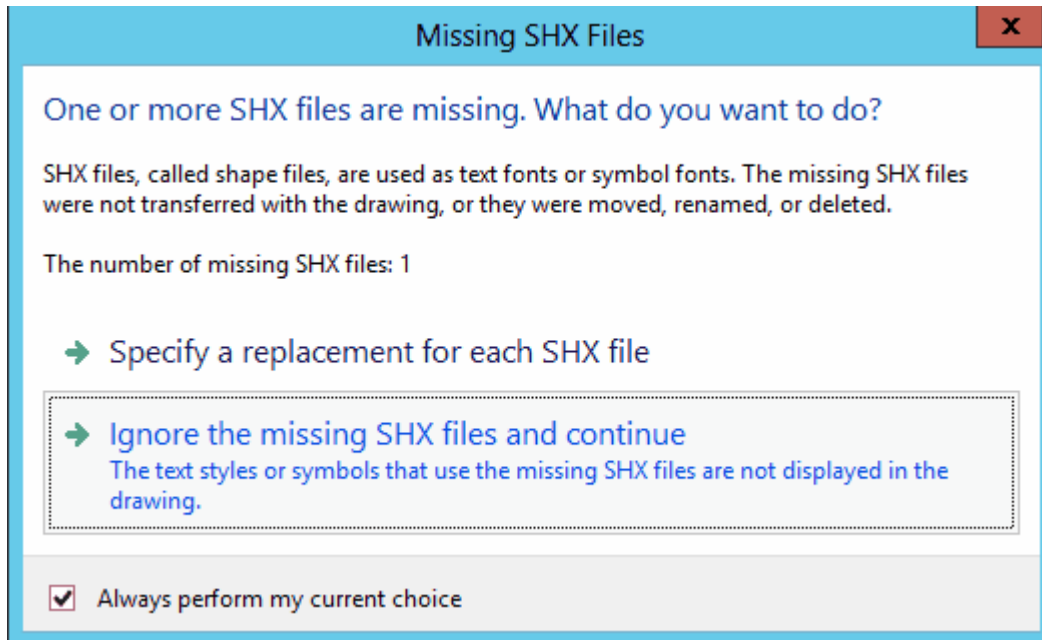 Missing SHX Files
x
One or more SHX files are missing. What do you want to do?
SHX files, called shape files, are used as text fonts or symbol fonts. The missing SHX files
were not transferred with the drawing, or they were moved, renamed, or deleted.
The number of missing SHX files: 1
Specify a replacement for each SHX file
Ignore the missing SHX files and continue
The text styles or symbols that use the missing SHX files are not displayed in the
drawing.
Always perform my current choice